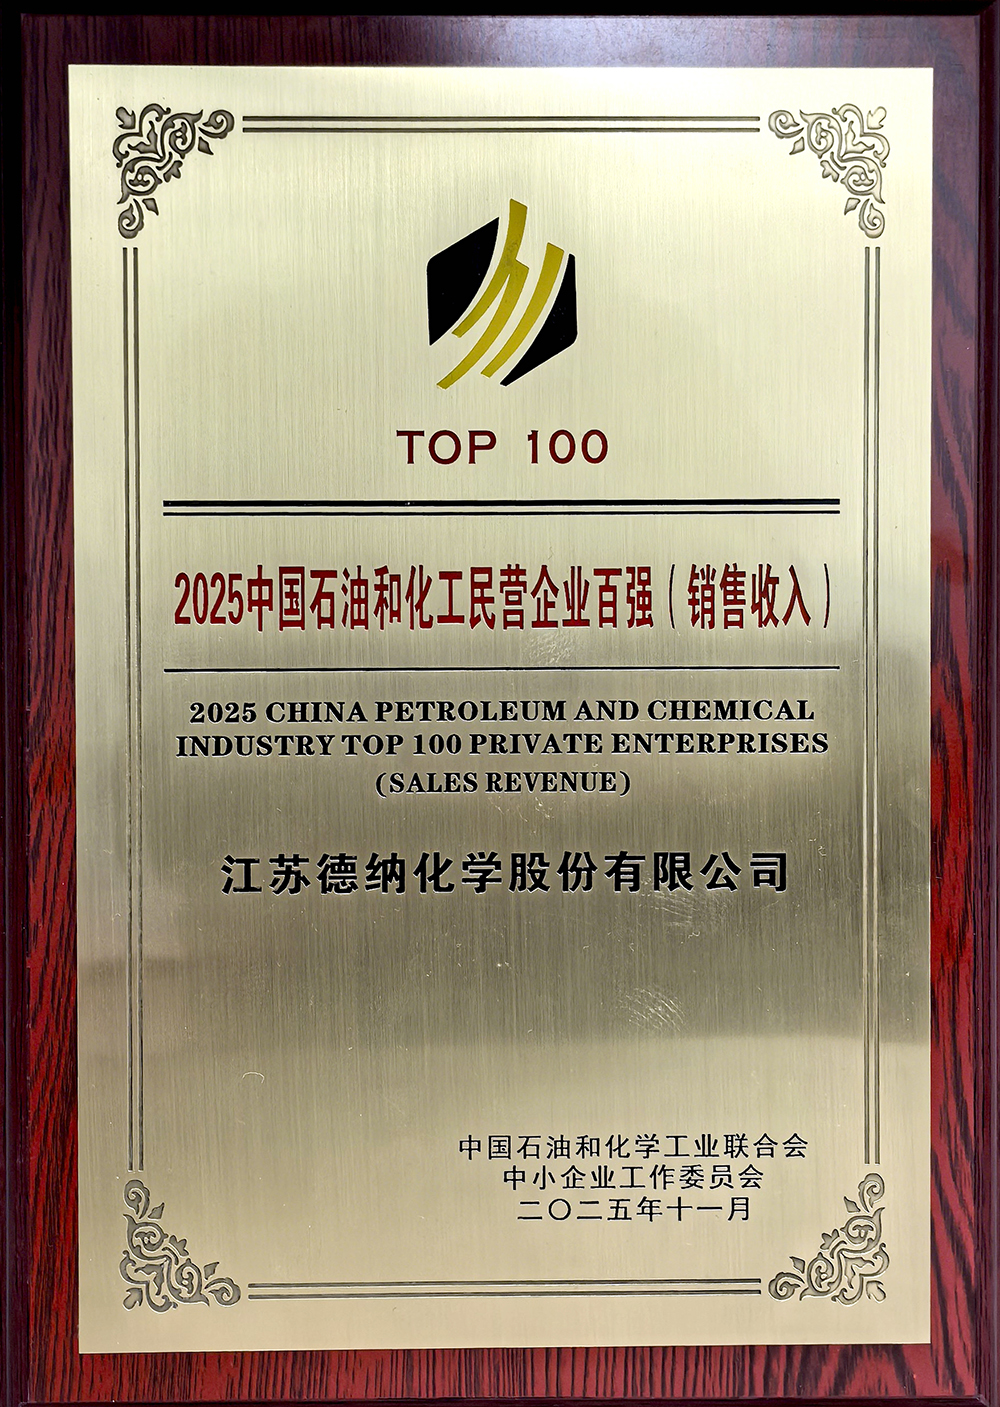 TOP 100
2025中国石油和化工民营企业百强（销售收入）
2025 CHINA PETROLEUM AND CHEMICAL
INDUSTRY TOP 100 PRIVATE ENTERPRISES
(SALES REVENUE)
江苏德纳化学股份有限公司
中国石油和化学工业联合会
中小企业工作委员会
二〇二五年十一月